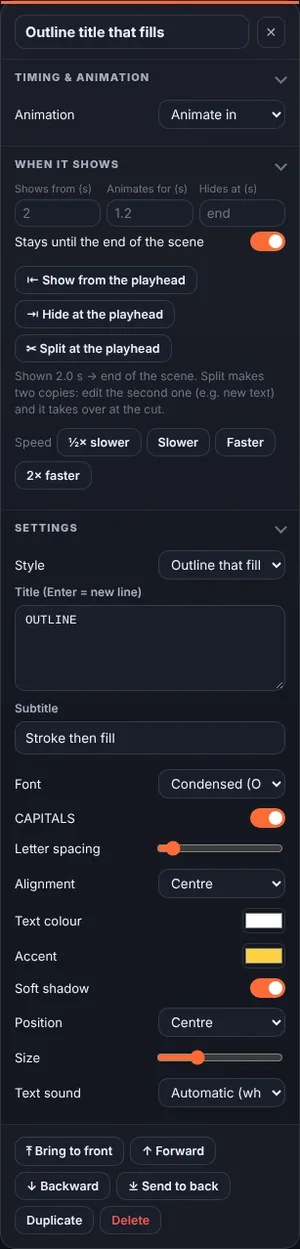 Outline title that fills ✕
TIMING & ANIMATION
Animation Animate in
WHEN IT SHOWS
Shows from (s) Animates for (s) Hides at (s)
2 1.2 end
Stays until the end of the scene
⇤ Show from the playhead
⇥ Hide at the playhead
✂ Split at the playhead
Shown 2.0 s → end of the scene. Split makes
two copies: edit the second one (e.g. new text)
and it takes over at the cut.
Speed ½× slower Slower Faster
2× faster
SETTINGS
Style Outline that fill
Title (Enter = new line)
OUTLINE
Subtitle
Stroke then fill
Font Condensed (O
CAPITALS
Letter spacing
Alignment Centre
Text colour
Accent
Soft shadow
Position Centre
Size
Text sound Automatic (wh
⤒ Bring to front ↑ Forward
↓ Backward ⤓ Send to back
Duplicate Delete